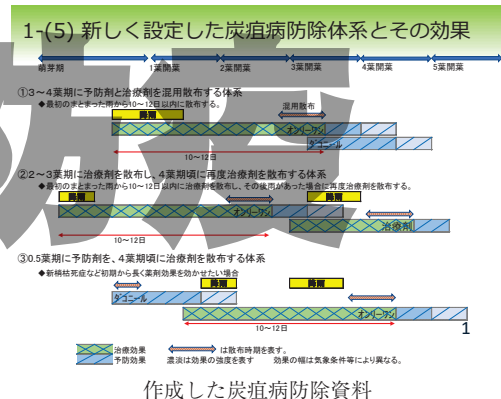 1-(5) 新しく設定した炭疽病防除体系とその効果
萌芽期 1葉開葉 2葉開葉 3葉開葉 4葉開葉 5葉開葉
①3~4葉期に予防剤と治療剤を混用散布する体系
◆最初のまとまった雨から10~12日以内に散布する。
混用散布
降雨
オンリーワン
ダコニール
10~12日
②2~3葉期に治療剤を散布し、4葉期頃に再度治療剤を散布する体系
◆最初のまとまった雨から10~12日以内に治療剤を散布し、その後雨があった場合に再度治療剤を散布する。
降雨 降雨
オンリーワン
治療剤
10~12日
③0.5葉期に予防剤を、4葉期頃に治療剤を散布する体系
◆新梢枯死症など初期から長く薬剤効果を効かせたい場合
降雨 降雨
ダコニール
オンリーワン
10~12日
1
治療効果 は散布時期を表す。
予防効果 濃淡は効果の強度を表す 効果の幅は気象条件等により異なる。
作成した炭疽病防除資料